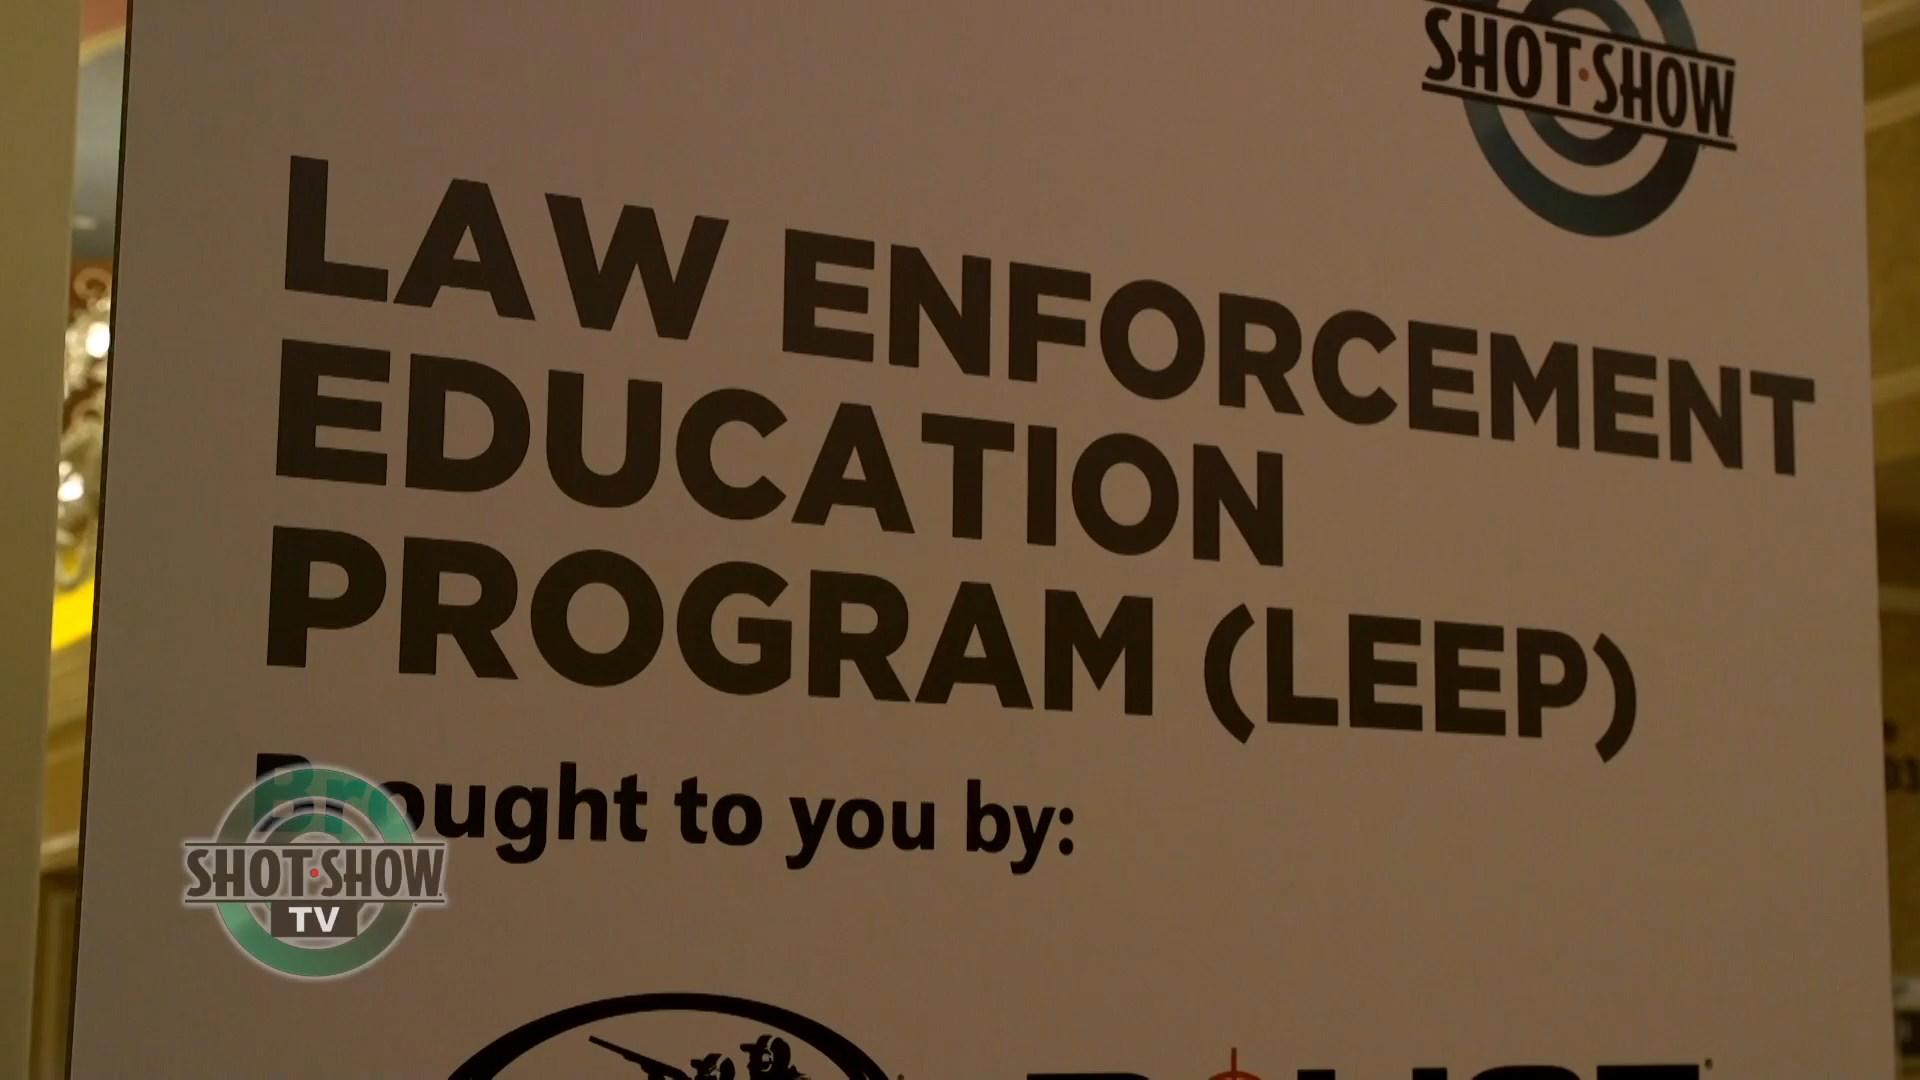 SHOT•SHOW
LAW ENFORCEMENT
EDUCATION
PROGRAM (LEEP)
Brought to you by:
SHOT•SHOW
TV